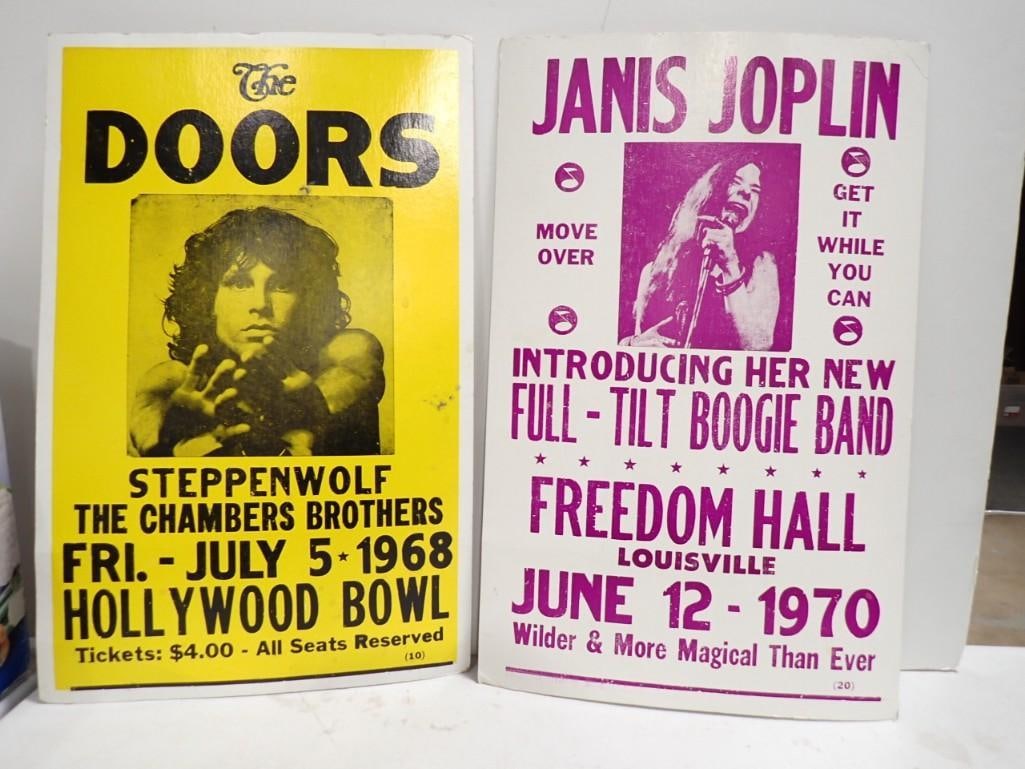 The
DOORS
STEPPENWOLF
THE CHAMBERS BROTHERS
FRI. - JULY 5 ★ 1968
HOLLYWOOD BOWL
Tickets: $4.00 - All Seats Reserved
(10)
JANIS JOPLIN
MOVE
OVER
GET
IT
WHILE
YOU
CAN
INTRODUCING HER NEW
FULL - TILT BOOGIE BAND
★ ★ ★ ★ ★ ★ ★ ★
FREEDOM HALL
LOUISVILLE
JUNE 12 - 1970
Wilder & More Magical Than Ever
(20)